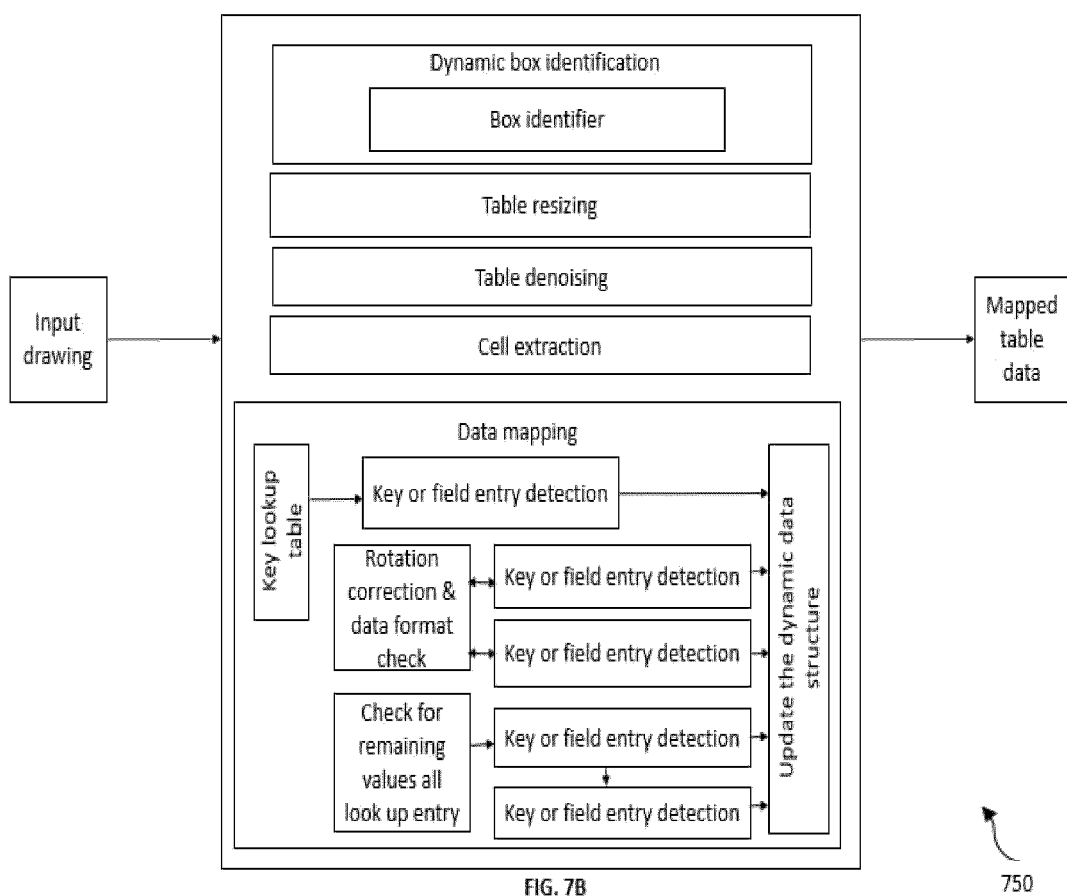 Dynamic box identification
Box identifier
Table resizing
Table denoising
Cell extraction
Input
drawing
Mapped
table
data
Data mapping
Key lookup
table
Key or field entry detection
Rotation
correction &
data format
check
Key or field entry detection
Key or field entry detection
Check for
remaining
values all
look up entry
Key or field entry detection
Key or field entry detection
Update the dynamic data
structure
FIG. 7B
750